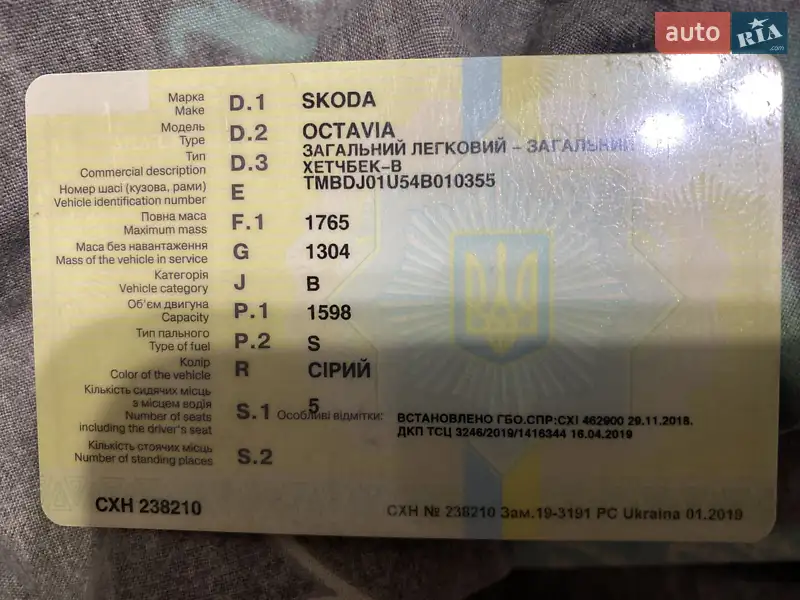 auto RIA .com
Марка
Make D.1 SKODA
Модель D.2 OCTAVIA
Type
Тип D.3 ЗАГАЛЬНИЙ ЛЕГКОВИЙ – ЗАГАЛЬНИЙ
Commercial description ХЕТЧБЕК-В
Номер шасі (кузова, рами) E TMBDJ01U54B010355
Vehicle identification number
Повна маса F.1 1765
Maximum mass
Маса без навантаження G 1304
Mass of the vehicle in service
Категорія J B
Vehicle category
Об'єм двигуна P.1 1598
Capacity
Тип пального P.2 S
Type of fuel
Колір R СІРИЙ
Color of the vehicle
Кількість сидячих місць
з місцем водія S.1 5
Number of seats Особливі відмітки: ВСТАНОВЛЕНО ГБО.СПР:СХІ 462900 29.11.2018.
including the driver's seat ДКП ТСЦ 3246/2019/1416344 16.04.2019
Кількість стоячих місць S.2
Number of standing places
СХН 238210
СХН № 238210 Зам.19-3191 РС Ukraina 01.2019